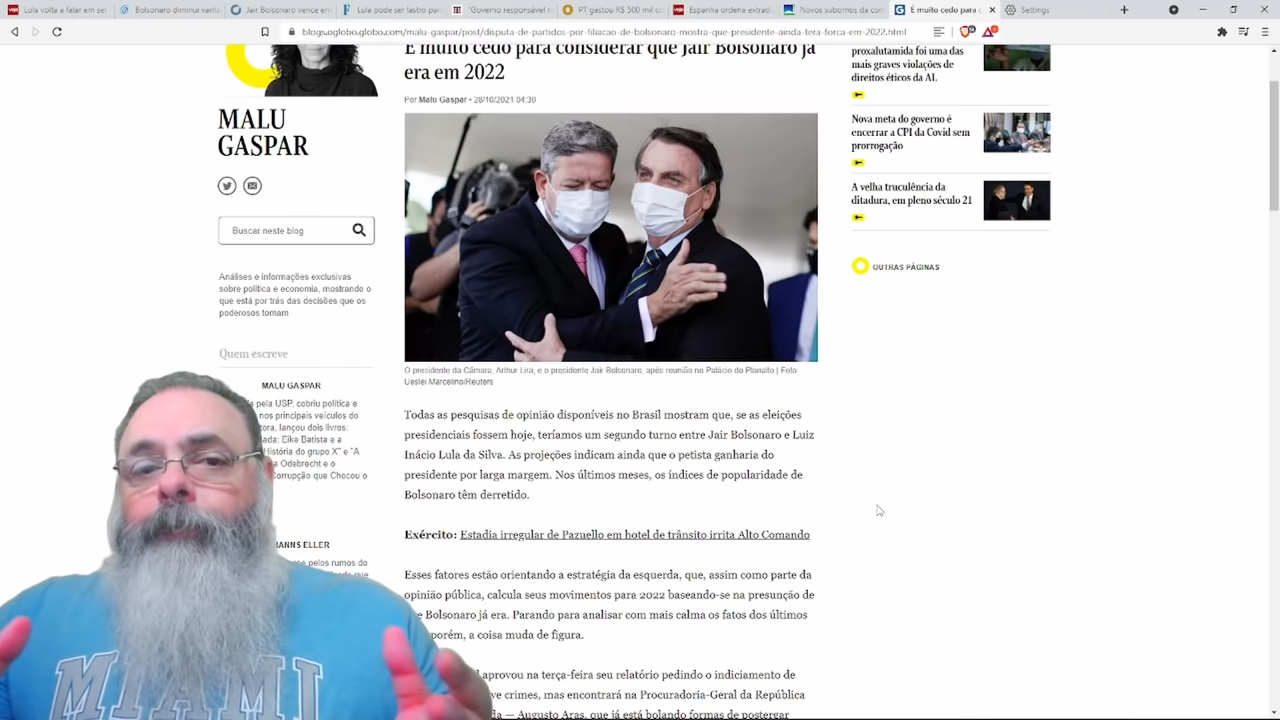 Lula volta a falar em ser
Bolsonaro diminui vanta
Jair Bolsonaro tem
Lula pode ser fastro pai
"Governo responsável r
PT gastou R$ 500 mil co
Espanha ordena extradi
Novos subornos da con
É muito cedo para c
Settings
blogs.oglobo.globo.com/malu-gaspar/post/disputa-de-partidos-por-filiacao-de-bolsonaro-mostra-que-presidente-ainda-tera-forca-em-2022.html
MALU
GASPAR
Buscar neste blog
Análises e informações exclusivas
sobre política e economia, mostrando o
que está por trás das decisões que os
poderosos tomam
Quem escreve
MALU GASPAR
pela USP, cobriu política e
nos principais veículos do
tora, lançou dois livros:
lada: Eike Batista e a
História do grupo X" e "A
a Odebrecht e o
Corrupção que Chocou o
IANNS ELLER
se pelos rumos do
É muito cedo para considerar que Jair Bolsonaro já
era em 2022
Por Malu Gaspar • 28/10/2021 04:30
O presidente da Câmara, Arthur Lira, e o presidente Jair Bolsonaro, após reunião no Palácio do Planalto | Foto
Ueslei Marcelino/Reuters
Todas as pesquisas de opinião disponíveis no Brasil mostram que, se as eleições
presidenciais fossem hoje, teríamos um segundo turno entre Jair Bolsonaro e Luiz
Inácio Lula da Silva. As projeções indicam ainda que o petista ganharia do
presidente por larga margem. Nos últimos meses, os índices de popularidade de
Bolsonaro têm derretido.
Exército: Estadia irregular de Pazuello em hotel de trânsito irrita Alto Comando
Esses fatores estão orientando a estratégia da esquerda, que, assim como parte da
opinião pública, calcula seus movimentos para 2022 baseando-se na presunção de
e Bolsonaro já era. Parando para analisar com mais calma os fatos dos últimos
porém, a coisa muda de figura.
l aprovou na terça-feira seu relatório pedindo o indiciamento de
ve crimes, mas encontrará na Procuradoria-Geral da República
da — Augusto Aras, que já está bolando formas de postergar
proxalutamida foi uma das
mais graves violações de
direitos éticos da AL
Nova meta do governo é
encerrar a CPI da Covid sem
prorrogação
A velha truculência da
ditadura, em pleno século 21
OUTRAS PÁGINAS
MIAMI